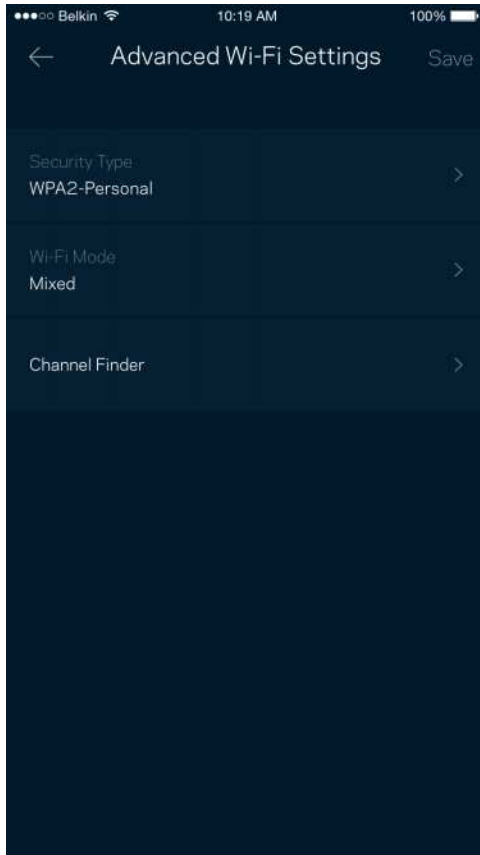 Belkin 10:19 AM 100%
Advanced Wi-Fi Settings Save
Security Type
WPA2-Personal
Wi-Fi Mode
Mixed
Channel Finder